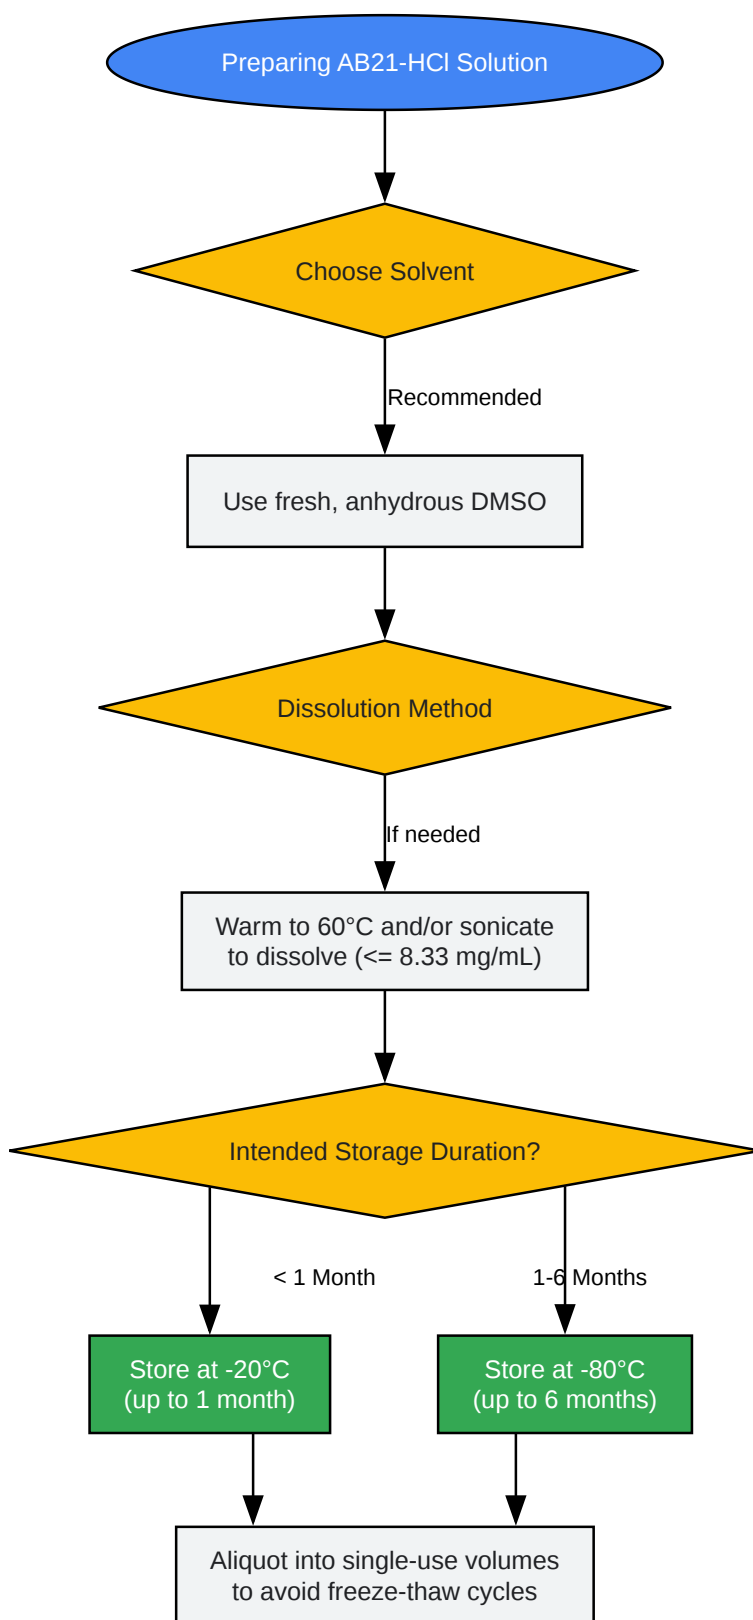 Preparing AB21-HCl Solution
Choose Solvent
Recommended
Use fresh, anhydrous DMSO
Dissolution Method
If needed
Warm to 60°C and/or sonicate
to dissolve (<= 8.33 mg/mL)
Intended Storage Duration?
< 1 Month
1-6 Months
Store at -20°C
(up to 1 month)
Store at -80°C
(up to 6 months)
Aliquot into single-use volumes
to avoid freeze-thaw cycles